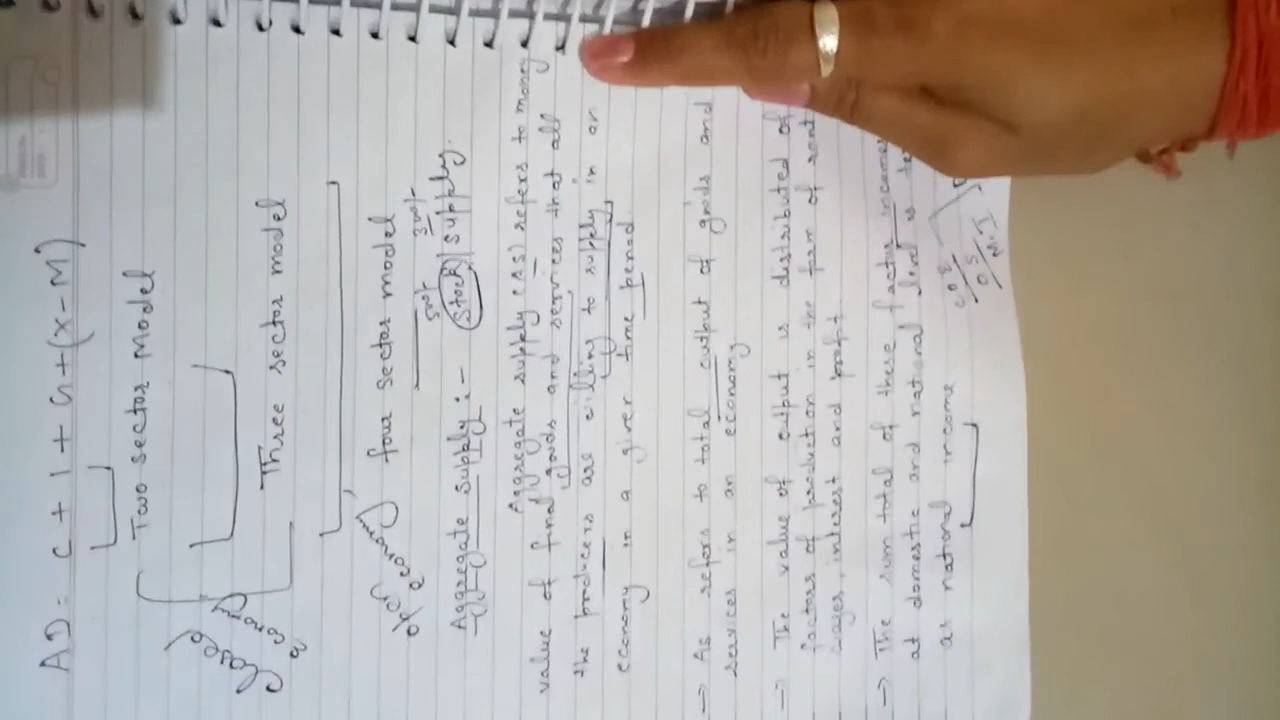 AD = C + I + G + (X - M)
Two sector Model
Three sector model
closed economy
four sector model
open economy
500/- 300/-
Aggregate Supply :- Stock | Supply.
Aggregate supply (AS) refers to money
value of final goods and services that all
the producers are willing to supply in an
economy in a given time period.
→ As refers to total output of goods and
services in an economy
→ The value of output is distributed
factors of production in the form of rent
wages, interest and profit.
→ The sum total of these factor incomes
at domestic and national level is
as national income